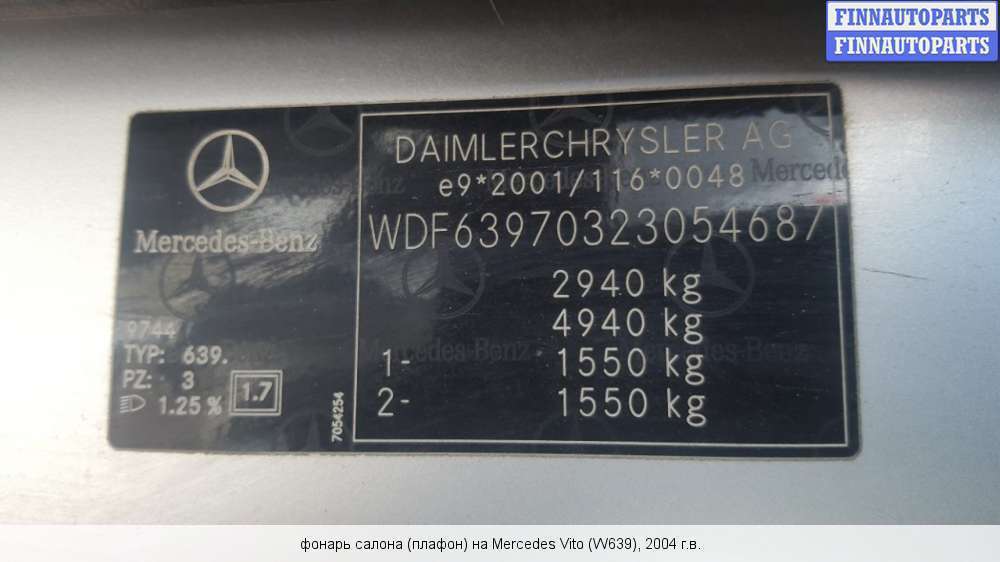 FINNAUTOPARTS
FINNAUTOPARTS
DAIMLERCHRYSLER AG
e9*2001/116*0048
WDF63970323054687
Mercedes-Benz
2940 kg
4940 kg
1- 1550 kg
2- 1550 kg
9744
TYP: 639.
PZ: 3
1.25 % 1.7
7054254
Mercedes-Benz
фонарь салона (плафон) на Mercedes Vito (W639), 2004 г.в.